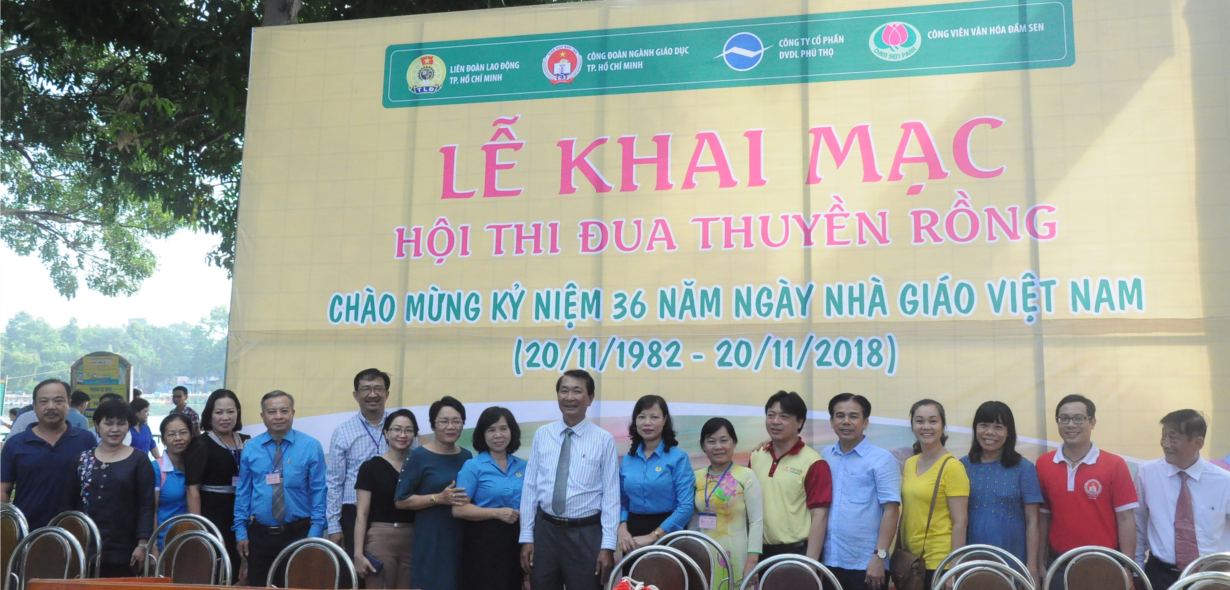 LIÊN ĐOÀN LAO ĐỘNG
TP. HỒ CHÍ MINH
CÔNG ĐOÀN NGÀNH GIÁO DỤC
TP. HỒ CHÍ MINH
CÔNG TY CỔ PHẦN
DVDL PHÚ THỌ
CÔNG VIÊN VĂN HÓA ĐẦM SEN
TLĐ
LỄ KHAI MẠC
HỘI THI ĐUA THUYỀN RỒNG
CHÀO MỪNG KỶ NIỆM 36 NĂM NGÀY NHÀ GIÁO VIỆT NAM
(20/11/1982 - 20/11/2018)